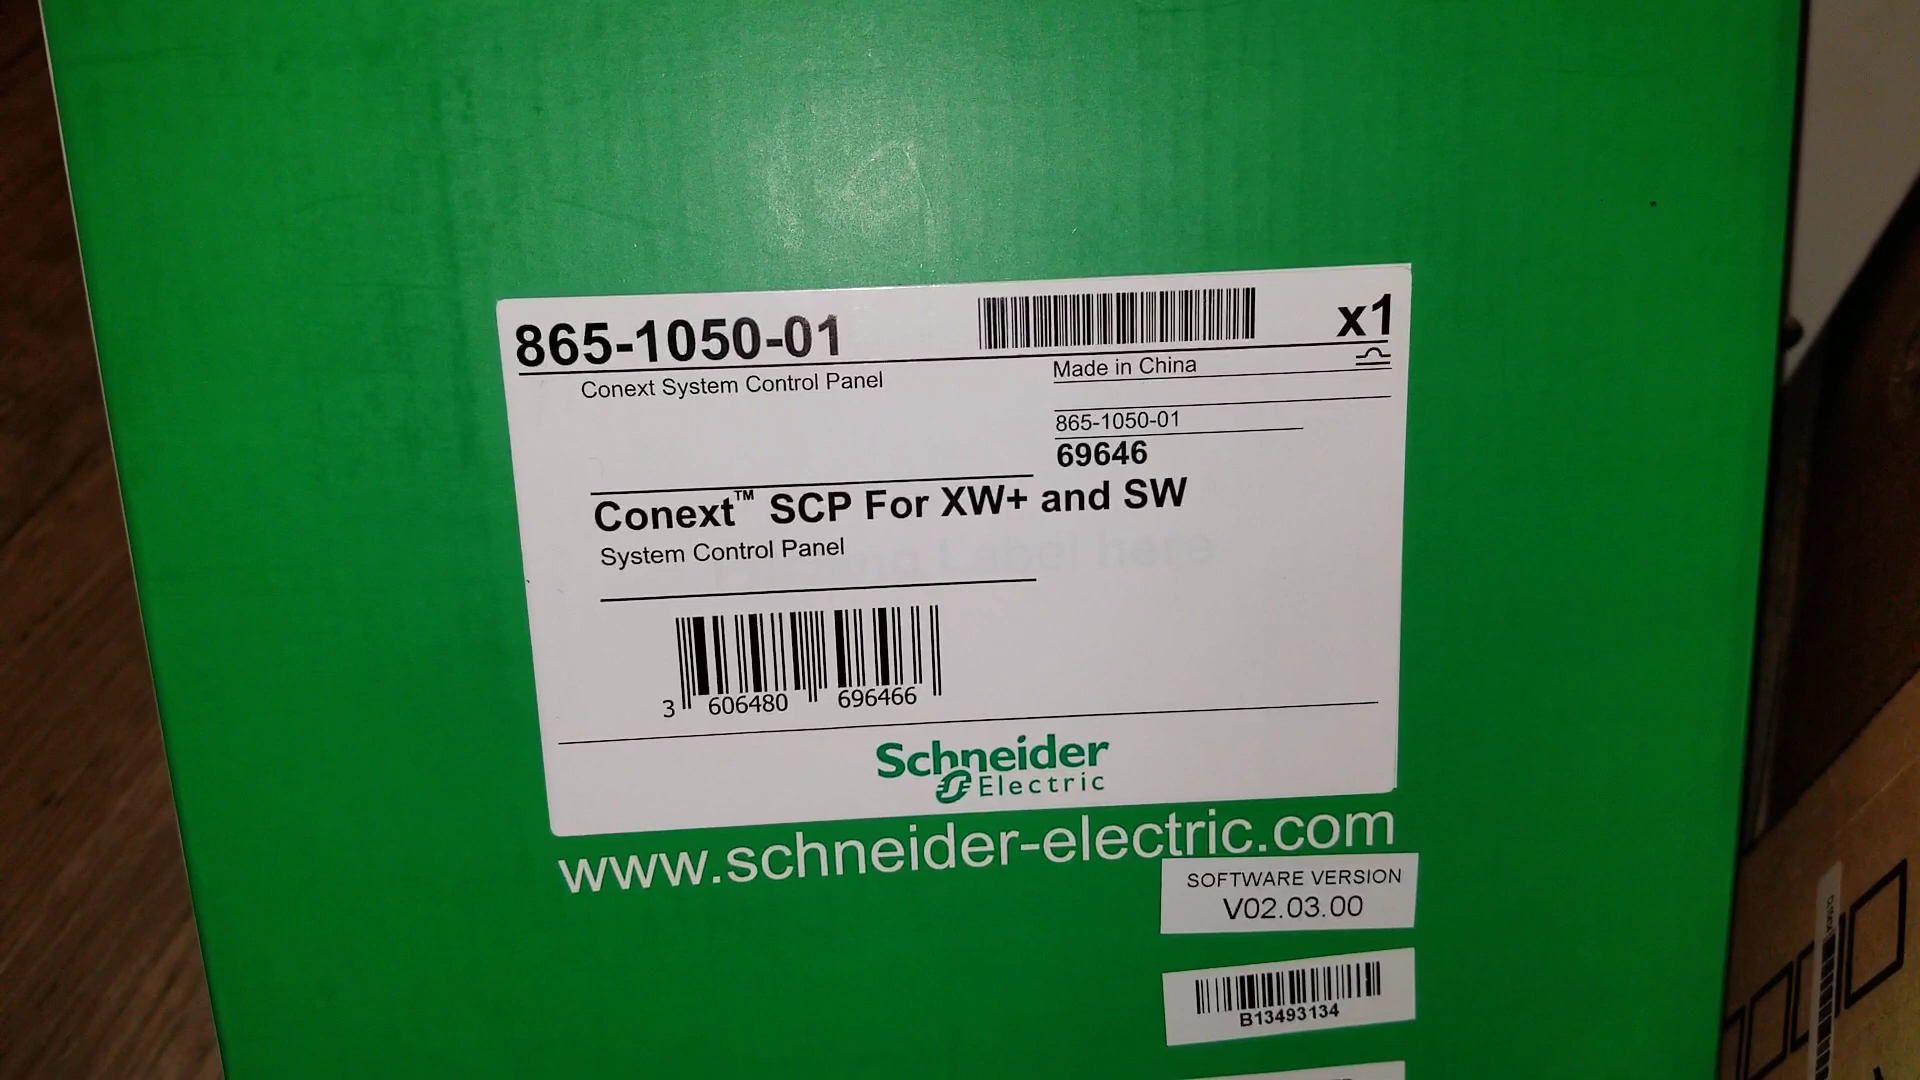 865-1050-01
x1
Conext System Control Panel
Made in China
865-1050-01
69646
Conext™ SCP For XW+ and SW
System Control Panel
Label here
3 606480 696466
Schneider
Electric
www.schneider-electric.com
SOFTWARE VERSION
V02.03.00
B13493134